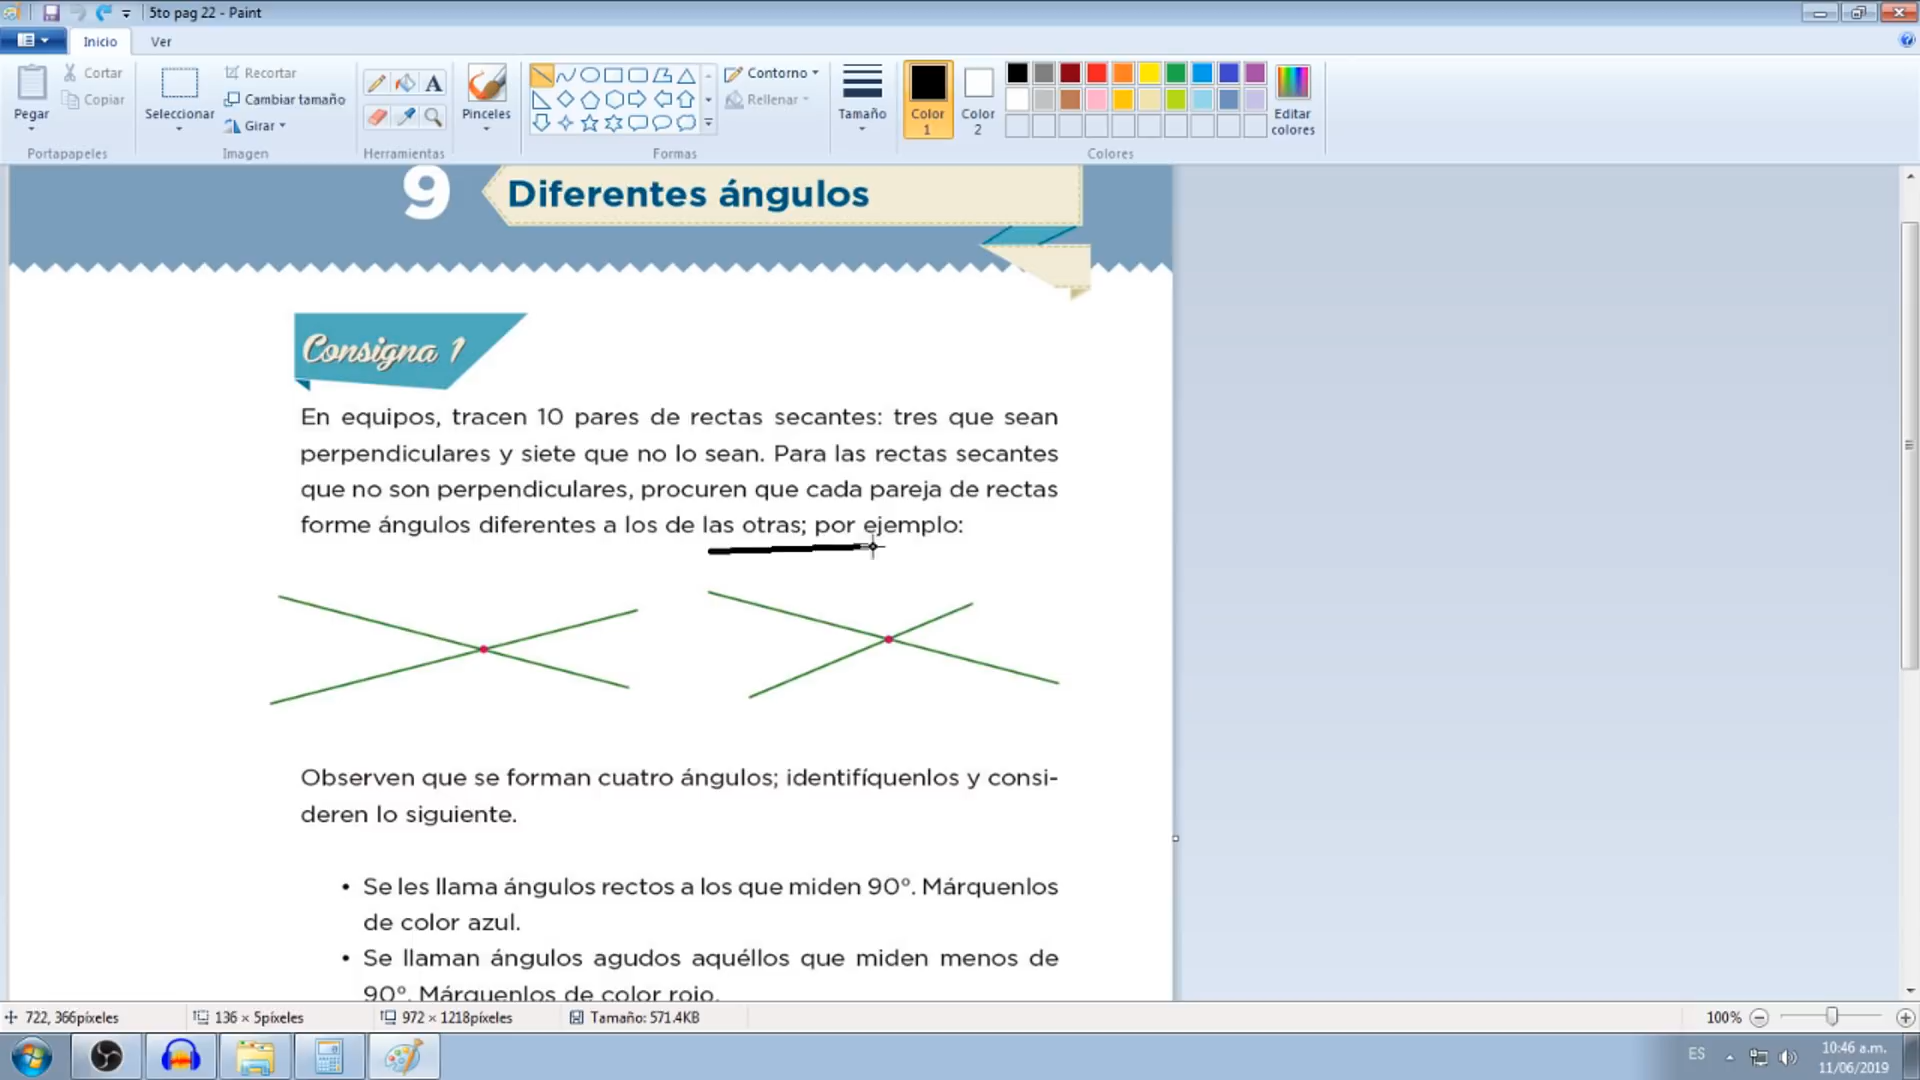 5to pag 22 - Paint
Inicio
Ver
Pegar
Cortar
Copiar
Portapapeles
Seleccionar
Recortar
Cambiar tamaño
Girar
Imagen
A
Herramientas
Pinceles
Formas
Contorno
Rellenar
Tamaño
Color 1
Color 2
Colores
Editar colores
9
Diferentes ángulos
Consigna 1
En equipos, tracen 10 pares de rectas secantes: tres que sean
perpendiculares y siete que no lo sean. Para las rectas secantes
que no son perpendiculares, procuren que cada pareja de rectas
forme ángulos diferentes a los de las otras; por ejemplo:
Observen que se forman cuatro ángulos; identifíquenlos y consi-
deren lo siguiente.
• Se les llama ángulos rectos a los que miden 90°. Márquenlos
de color azul.
• Se llaman ángulos agudos aquéllos que miden menos de
90°. Márquenlos de color rojo.
722, 366píxeles
136 × 5píxeles
972 × 1218píxeles
Tamaño: 571.4KB
100%
ES
10:46 a.m.
11/06/2019